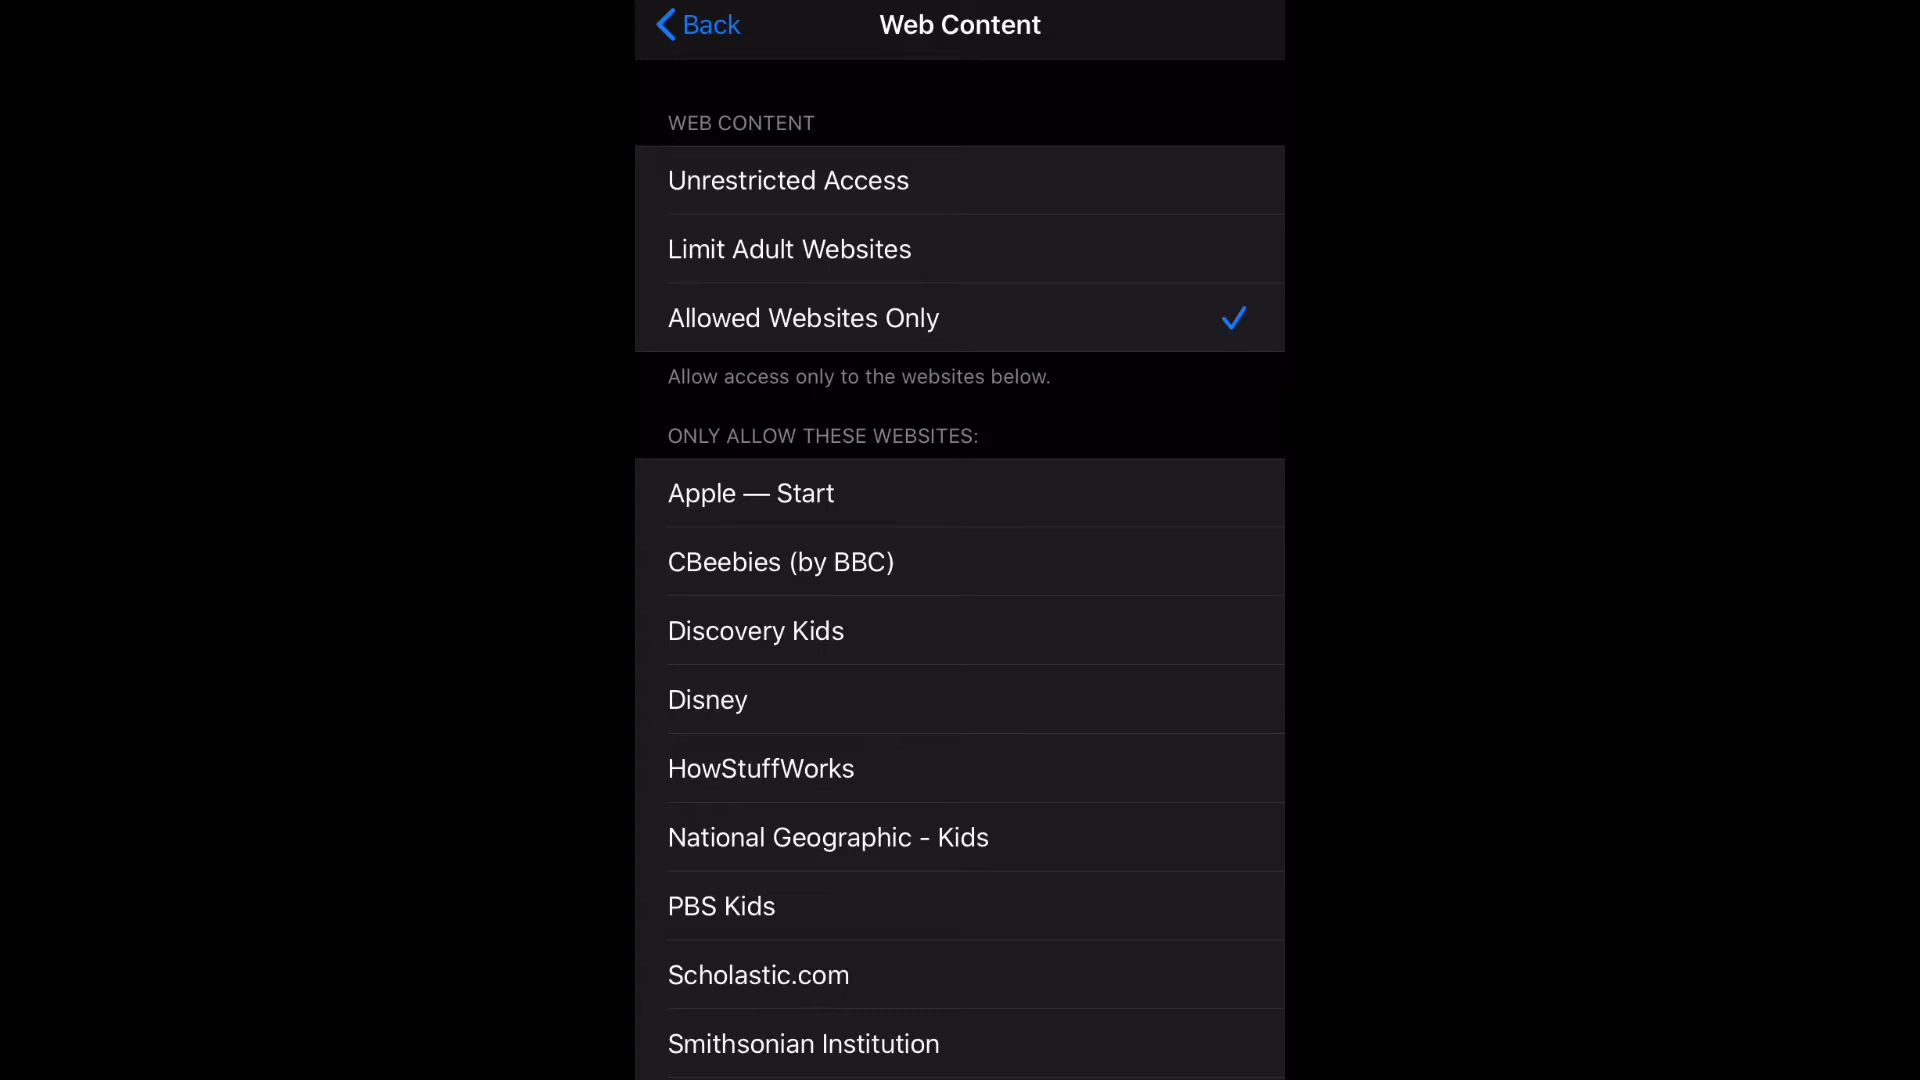 Back
Web Content
WEB CONTENT
Unrestricted Access
Limit Adult Websites
Allowed Websites Only
Allow access only to the websites below.
ONLY ALLOW THESE WEBSITES:
Apple — Start
CBeebies (by BBC)
Discovery Kids
Disney
HowStuffWorks
National Geographic - Kids
PBS Kids
Scholastic.com
Smithsonian Institution